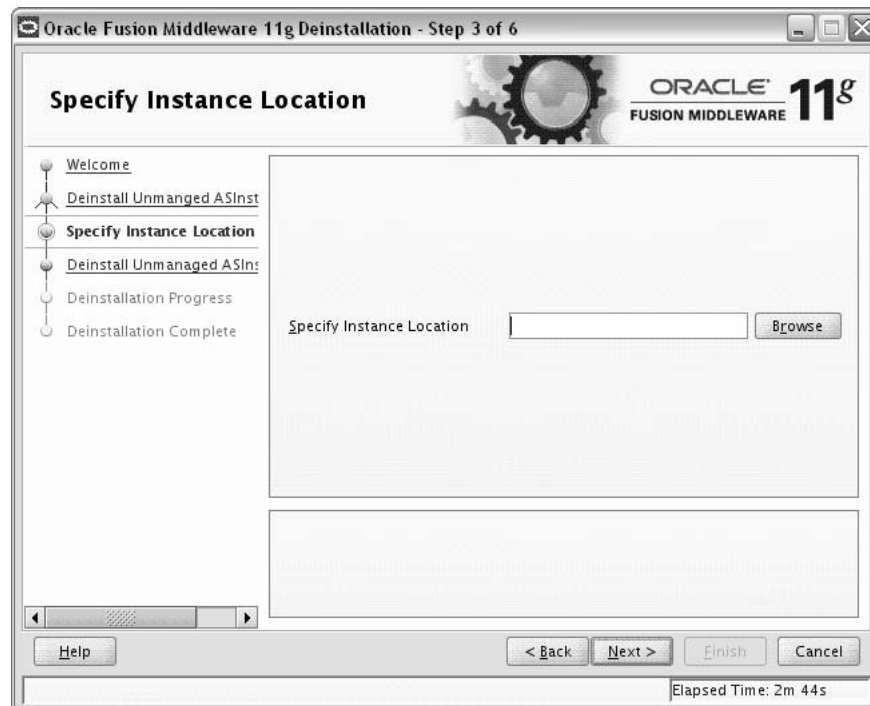 Oracle Fusion Middleware 11g Deinstallation - Step 3 of 6
Specify Instance Location
ORACLE
FUSION MIDDLEWARE
11g
Welcome
Deinstall Unmanged ASInst
Specify Instance Location
Deinstall Unmanaged ASIns
Deinstallation Progress
Deinstallation Complete
Specify Instance Location
Browse
Help
< Back
Next >
Finish
Cancel
Elapsed Time: 2m 44s